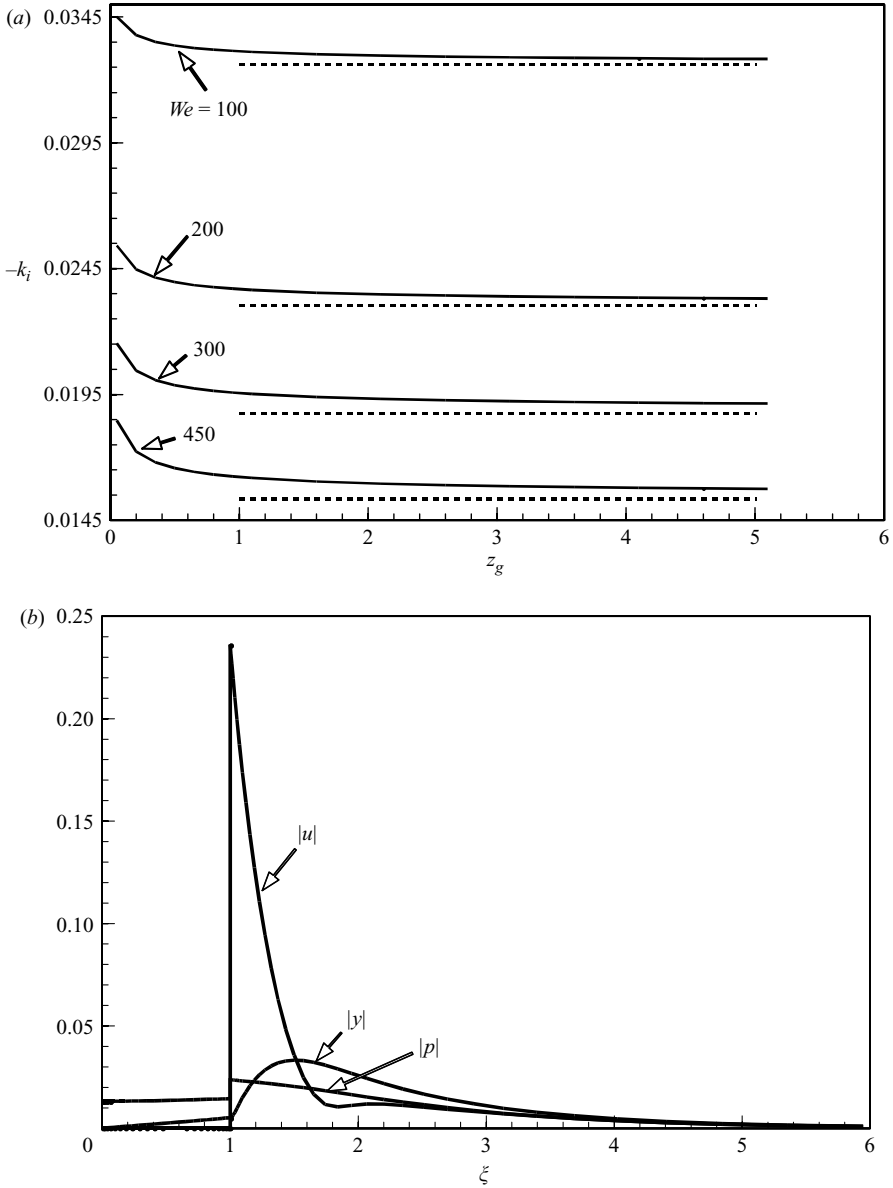 (a) 0.0345
We = 100
0.0295
200
–k_i 0.0245
300
0.0195
450
0.0145
0 1 2 3 4 5 6
z_g
(b) 0.25
0.20
0.15
|u|
0.10
0.05
|y|
|p|
0 1 2 3 4 5 6
ξ